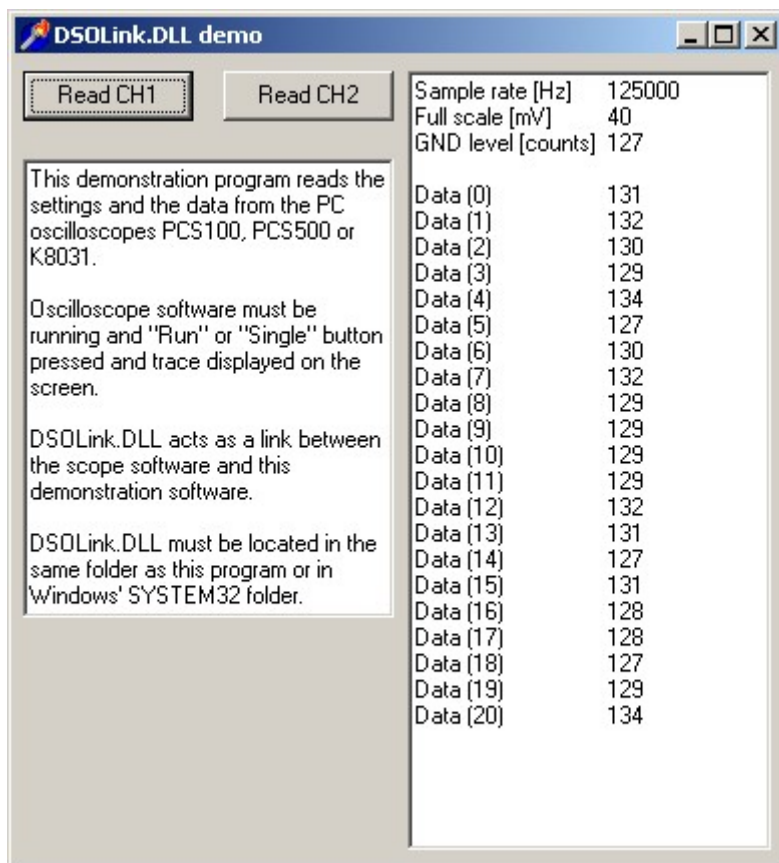 DSOLink.DLL demo
Read CH1
Read CH2
This demonstration program reads the
settings and the data from the PC
oscilloscopes PCS100, PCS500 or
K8031.
Oscilloscope software must be
running and "Run" or "Single" button
pressed and trace displayed on the
screen.
DSOLink.DLL acts as a link between
the scope software and this
demonstration software.
DSOLink.DLL must be located in the
same folder as this program or in
Windows' SYSTEM32 folder.
Sample rate [Hz] 125000
Full scale [mV] 40
GND level [counts] 127
Data (0) 131
Data (1) 132
Data (2) 130
Data (3) 129
Data (4) 134
Data (5) 127
Data (6) 130
Data (7) 132
Data (8) 129
Data (9) 129
Data (10) 129
Data (11) 129
Data (12) 132
Data (13) 131
Data (14) 127
Data (15) 131
Data (16) 128
Data (17) 128
Data (18) 127
Data (19) 129
Data (20) 134